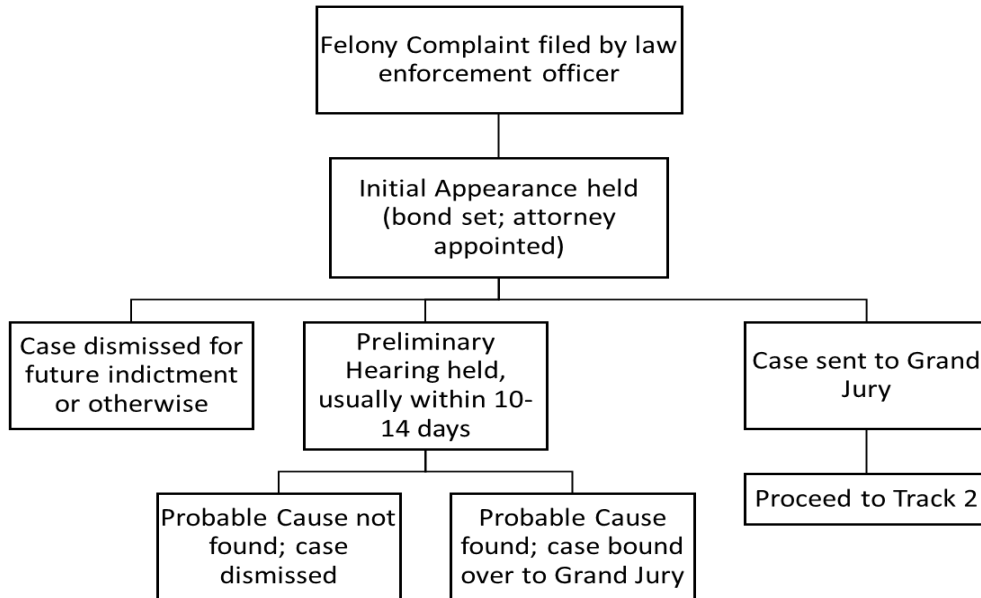 Felony Complaint filed by law
enforcement officer
Initial Appearance held
(bond set; attorney
appointed)
Case dismissed for
future indictment
or otherwise
Preliminary
Hearing held,
usually within 10-
14 days
Case sent to Grand
Jury
Probable Cause not
found; case
dismissed
Probable Cause
found; case bound
over to Grand Jury
Proceed to Track 2